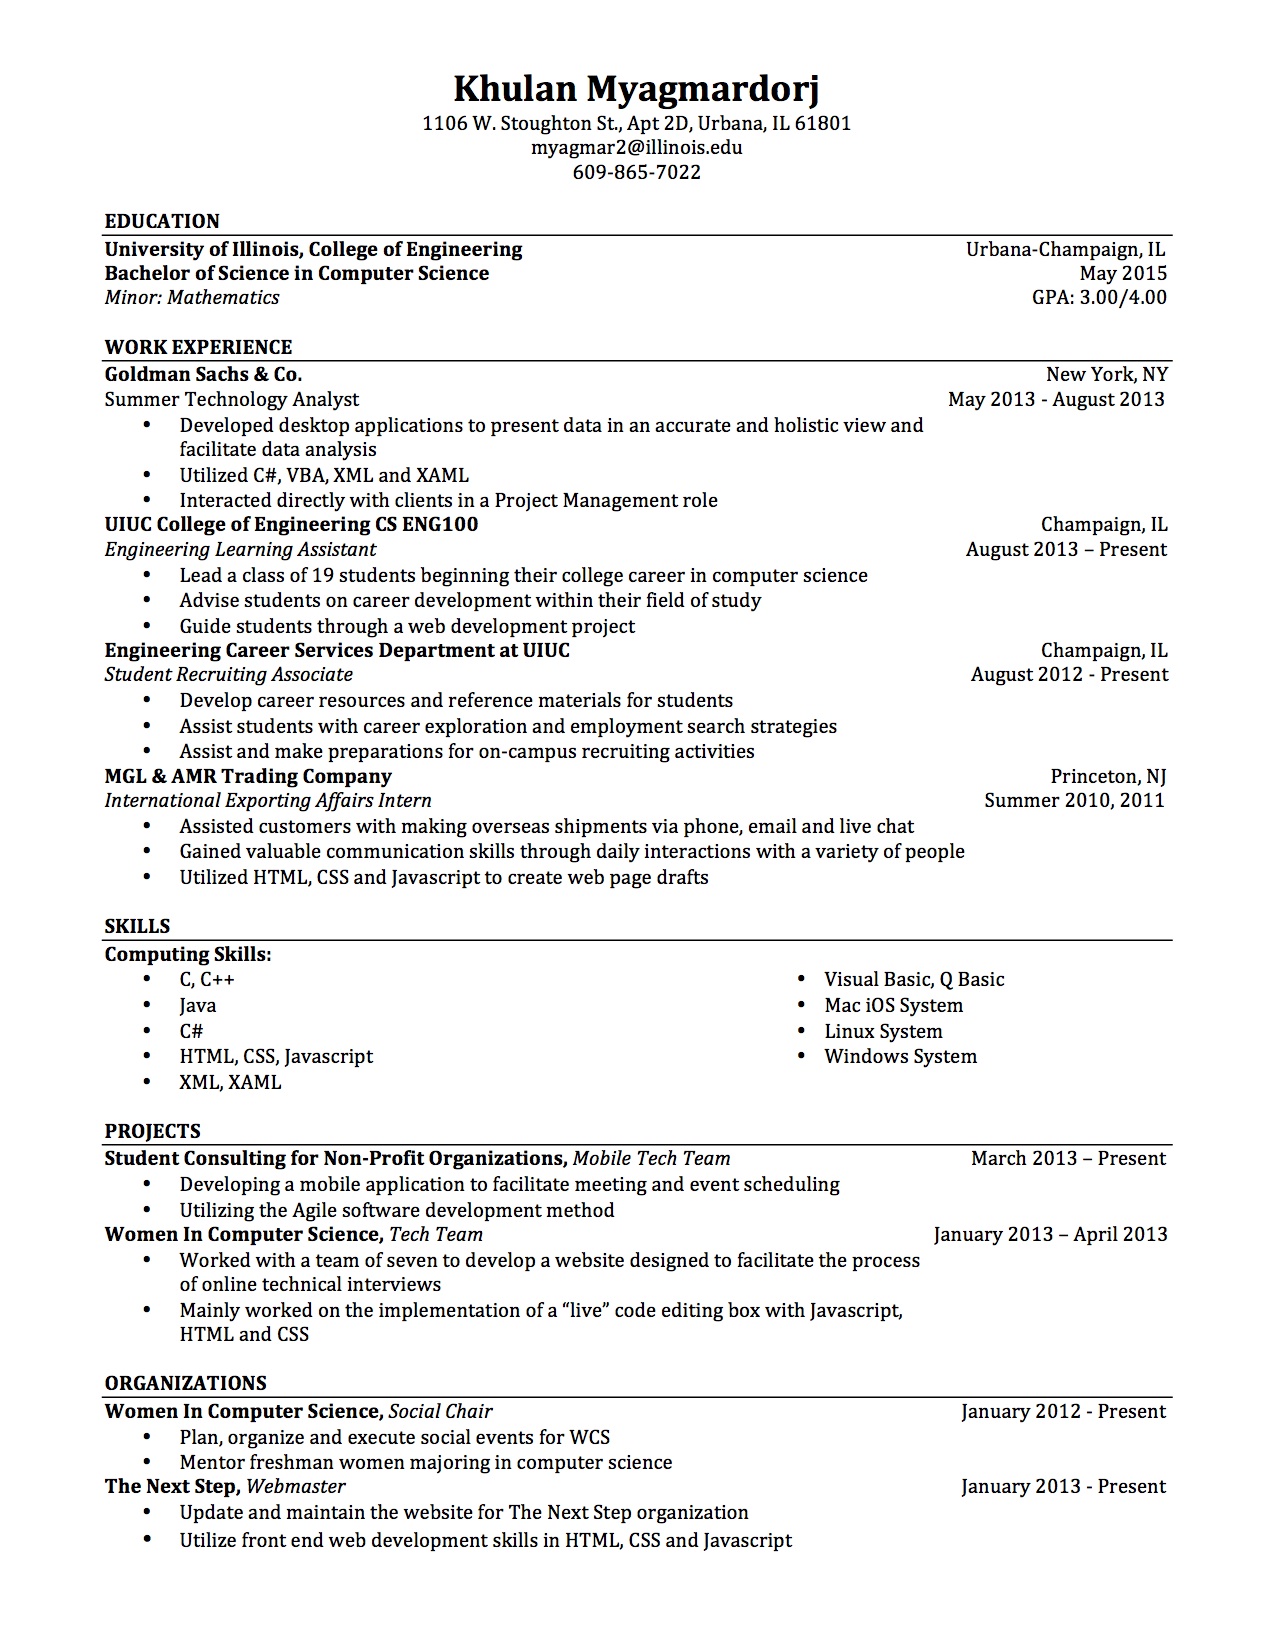 Khulan Myagmardorj
1106 W. Stoughton St., Apt 2D, Urbana, IL 61801
myagmar2@illinois.edu
609-865-7022
EDUCATION
University of Illinois, College of Engineering Urbana-Champaign, IL
Bachelor of Science in Computer Science May 2015
Minor: Mathematics GPA: 3.00/4.00
WORK EXPERIENCE
Goldman Sachs & Co. New York, NY
Summer Technology Analyst May 2013 - August 2013
• Developed desktop applications to present data in an accurate and holistic view and
facilitate data analysis
• Utilized C#, VBA, XML and XAML
• Interacted directly with clients in a Project Management role
UIUC College of Engineering CS ENG100 Champaign, IL
Engineering Learning Assistant August 2013 – Present
• Lead a class of 19 students beginning their college career in computer science
• Advise students on career development within their field of study
• Guide students through a web development project
Engineering Career Services Department at UIUC Champaign, IL
Student Recruiting Associate August 2012 - Present
• Develop career resources and reference materials for students
• Assist students with career exploration and employment search strategies
• Assist and make preparations for on-campus recruiting activities
MGL & AMR Trading Company Princeton, NJ
International Exporting Affairs Intern Summer 2010, 2011
• Assisted customers with making overseas shipments via phone, email and live chat
• Gained valuable communication skills through daily interactions with a variety of people
• Utilized HTML, CSS and Javascript to create web page drafts
SKILLS
Computing Skills:
• C, C++
• Java
• C#
• HTML, CSS, Javascript
• XML, XAML
• Visual Basic, Q Basic
• Mac iOS System
• Linux System
• Windows System
PROJECTS
Student Consulting for Non-Profit Organizations, Mobile Tech Team March 2013 – Present
• Developing a mobile application to facilitate meeting and event scheduling
• Utilizing the Agile software development method
Women In Computer Science, Tech Team January 2013 – April 2013
• Worked with a team of seven to develop a website designed to facilitate the process
of online technical interviews
• Mainly worked on the implementation of a “live” code editing box with Javascript,
HTML and CSS
ORGANIZATIONS
Women In Computer Science, Social Chair January 2012 - Present
• Plan, organize and execute social events for WCS
• Mentor freshman women majoring in computer science
The Next Step, Webmaster January 2013 - Present
• Update and maintain the website for The Next Step organization
• Utilize front end web development skills in HTML, CSS and Javascript